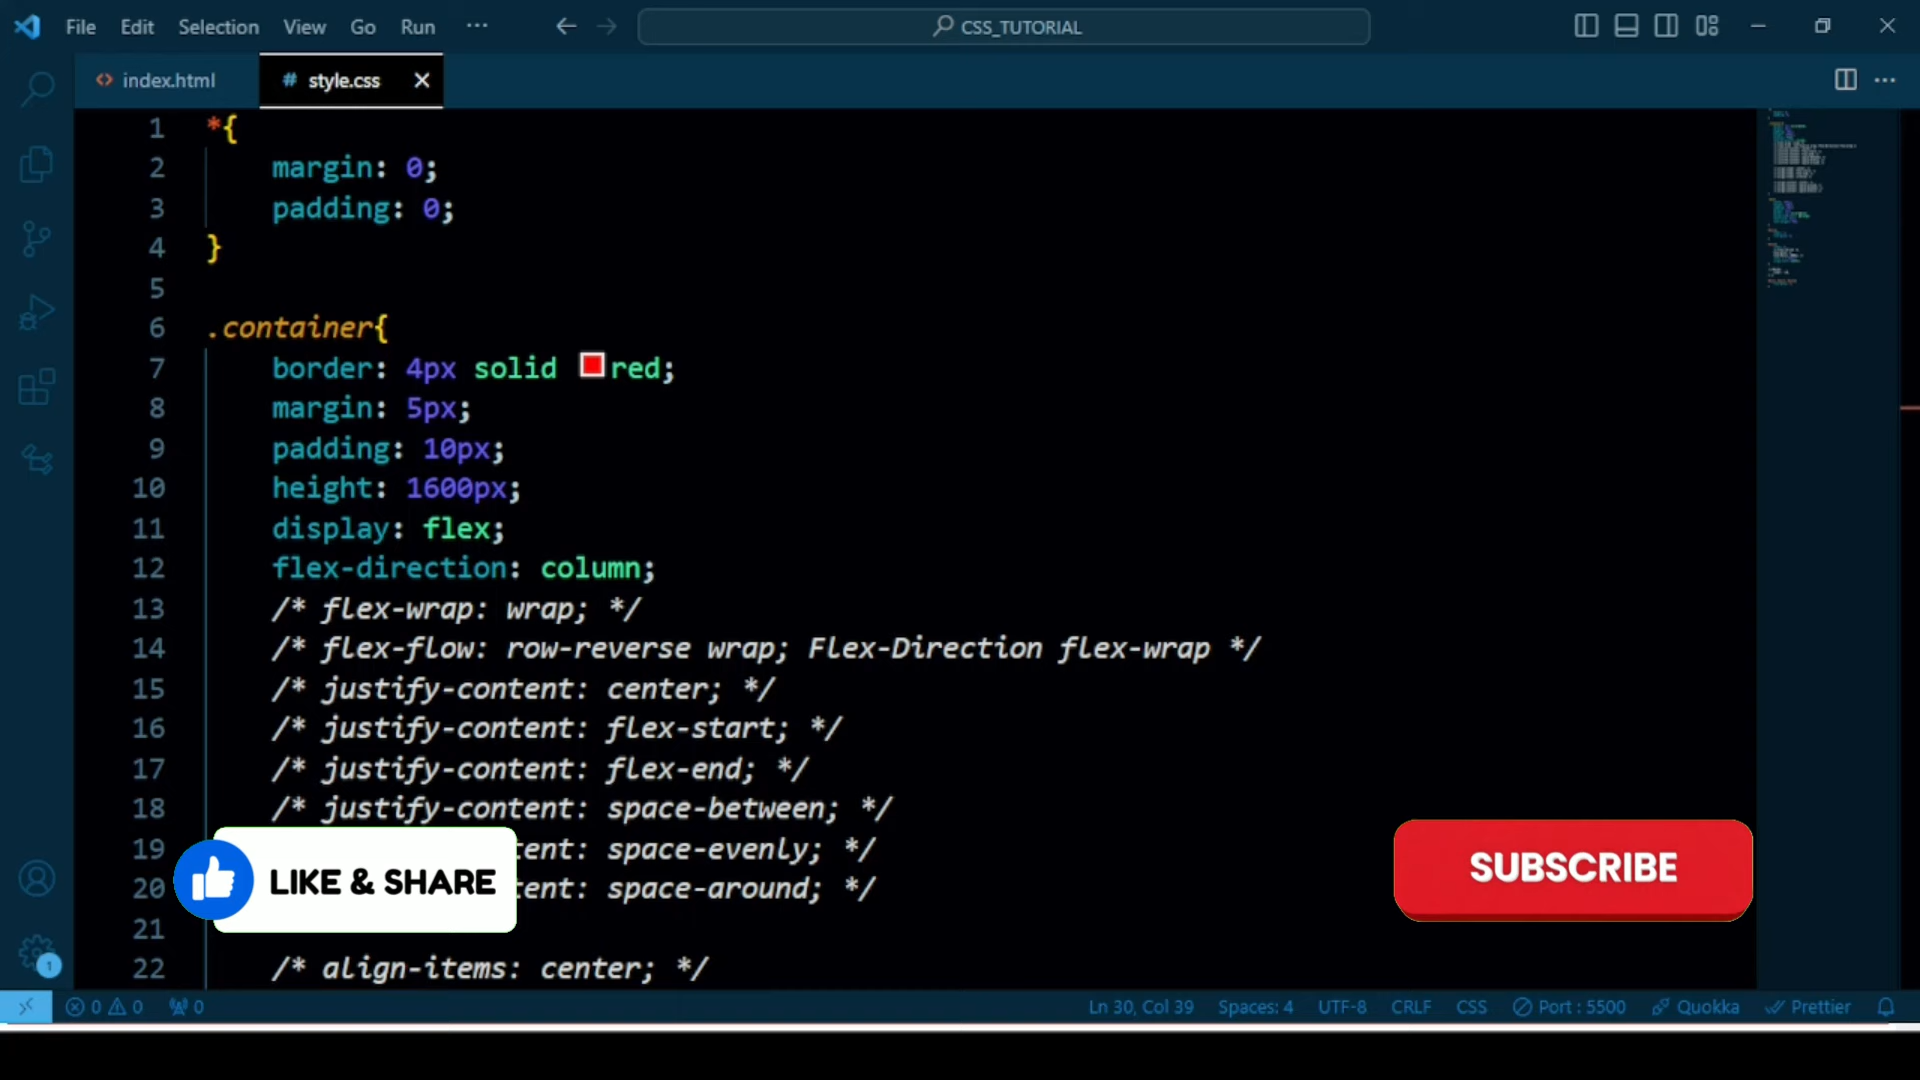 File Edit Selection View Go Run ··· CSS_TUTORIAL
index.html # style.css
1 *{
2 margin: 0;
3 padding: 0;
4 }
5
6 .container{
7 border: 4px solid red;
8 margin: 5px;
9 padding: 10px;
10 height: 1600px;
11 display: flex;
12 flex-direction: column;
13 /* flex-wrap: wrap; */
14 /* flex-flow: row-reverse wrap; Flex-Direction flex-wrap */
15 /* justify-content: center; */
16 /* justify-content: flex-start; */
17 /* justify-content: flex-end; */
18 /* justify-content: space-between; */
19 tent: space-evenly; */
20 tent: space-around; */
LIKE & SHARE
SUBSCRIBE
21
22 /* align-items: center; */
1
0 0 0 Ln 30, Col 39 Spaces: 4 UTF-8 CRLF CSS Port : 5500 Quokka Prettier